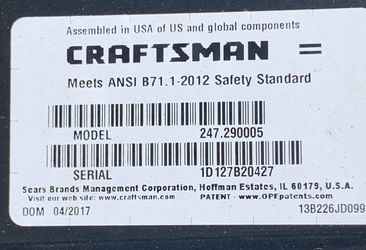 Assembled in USA of US and global components
CRAFTSMAN
Meets ANSI B71.1-2012 Safety Standard
MODEL 247.290005
SERIAL 1D127B20427
Sears Brands Management Corporation, Hoffman Estates, IL 60179, U.S.A.
Visit our web site: www.craftsman.com PATENT - www.OPEpatents.com
DOM 04/2017 13B226JD099